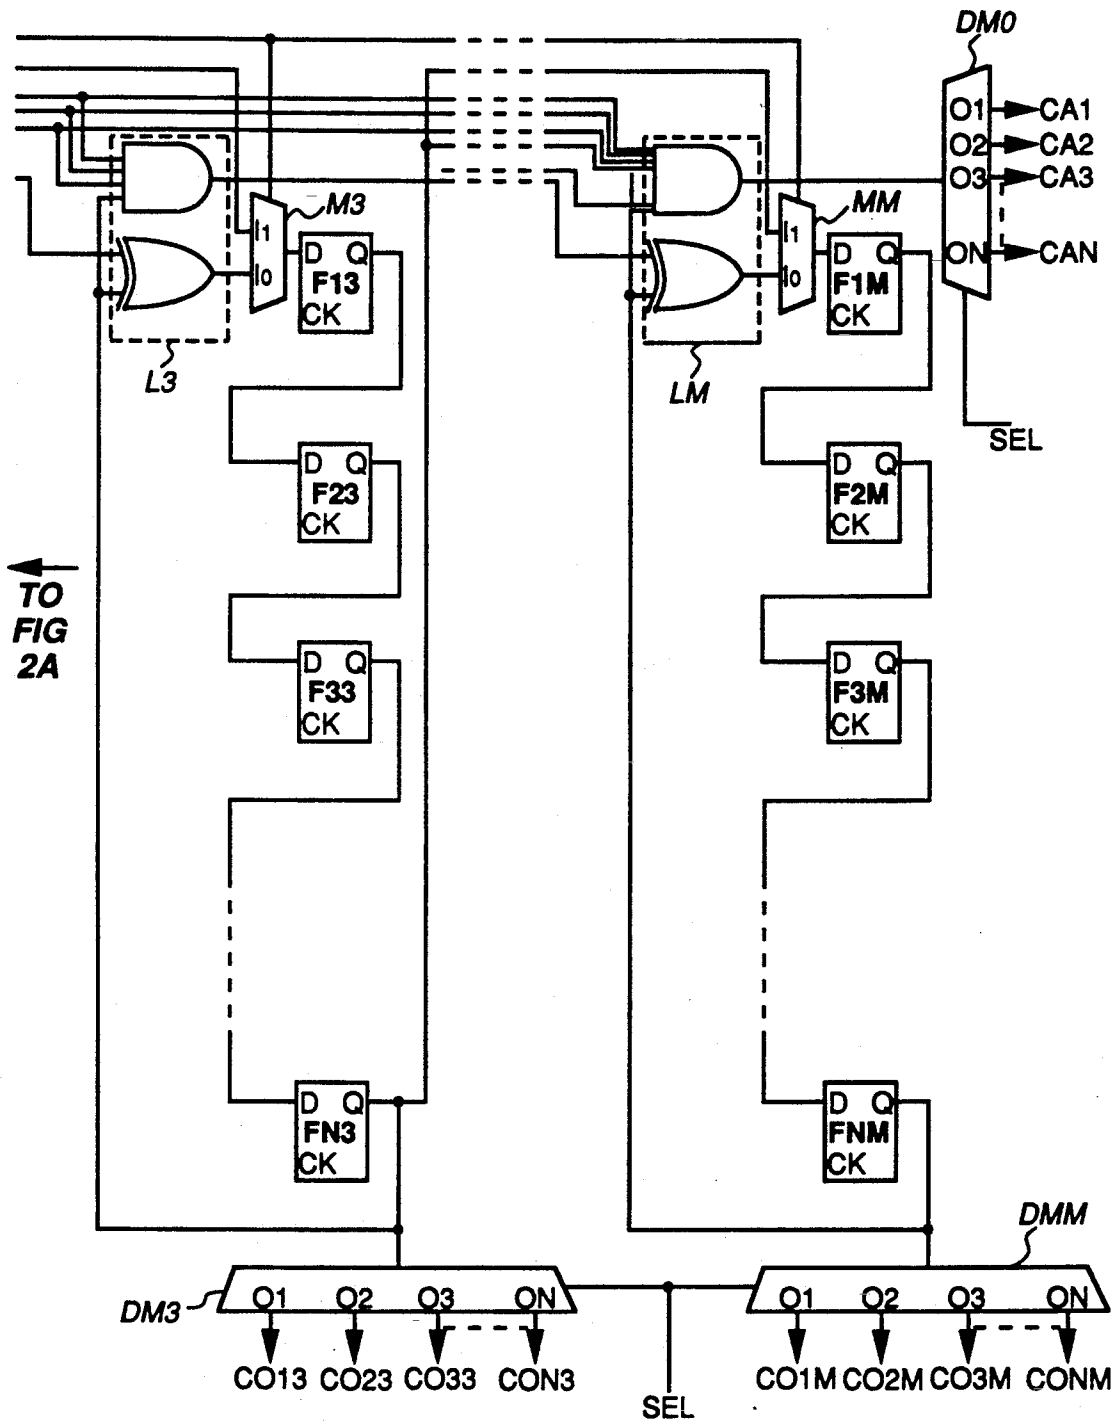 DM0
O1 CA1
O2 CA2
O3 CA3
ON CAN
SEL
M3
I1
I0
D Q
F13
CK
L3
MM
I1
I0
D Q
F1M
CK
LM
D Q
F23
CK
D Q
F2M
CK
TO
FIG
2A
D Q
F33
CK
D Q
F3M
CK
D Q
FN3
CK
D Q
FNM
CK
DM3
O1 O2 O3 ON
CO13 CO23 CO33 CON3
SEL
DMM
O1 O2 O3 ON
CO1M CO2M CO3M CONM